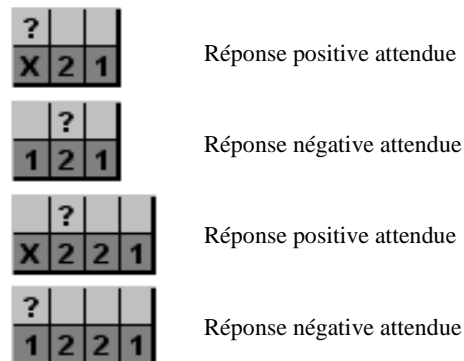 ?
X 2 1
Réponse positive attendue
?
1 2 1
Réponse négative attendue
?
X 2 2 1
Réponse positive attendue
?
1 2 2 1
Réponse négative attendue